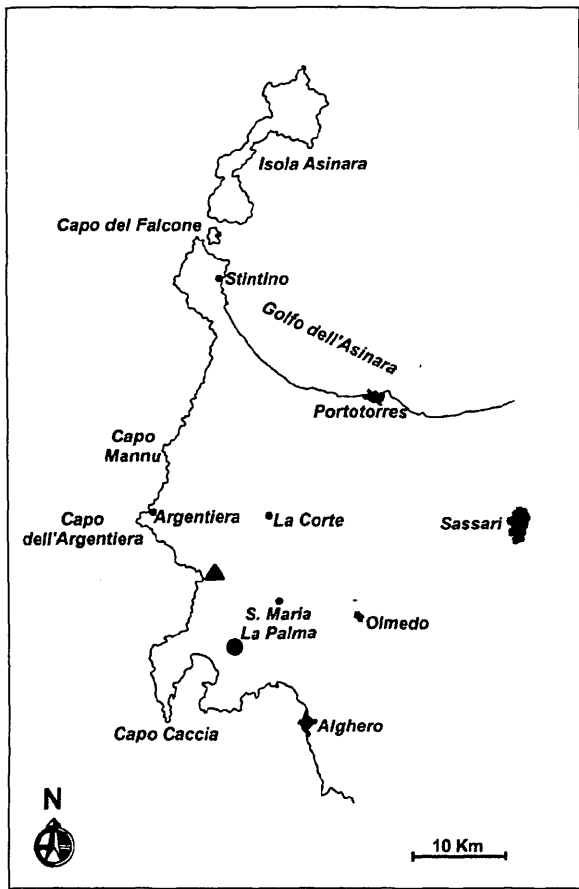 Isola Asinara
Capo del Falcone
Stintino
Golfo dell'Asinara
Portotorres
Capo
Mannu
Capo
dell'Argentiera
Argentiera
La Corte
Sassari
S. Maria
La Palma
Olmedo
Capo Caccia
Alghero
N
10 Km